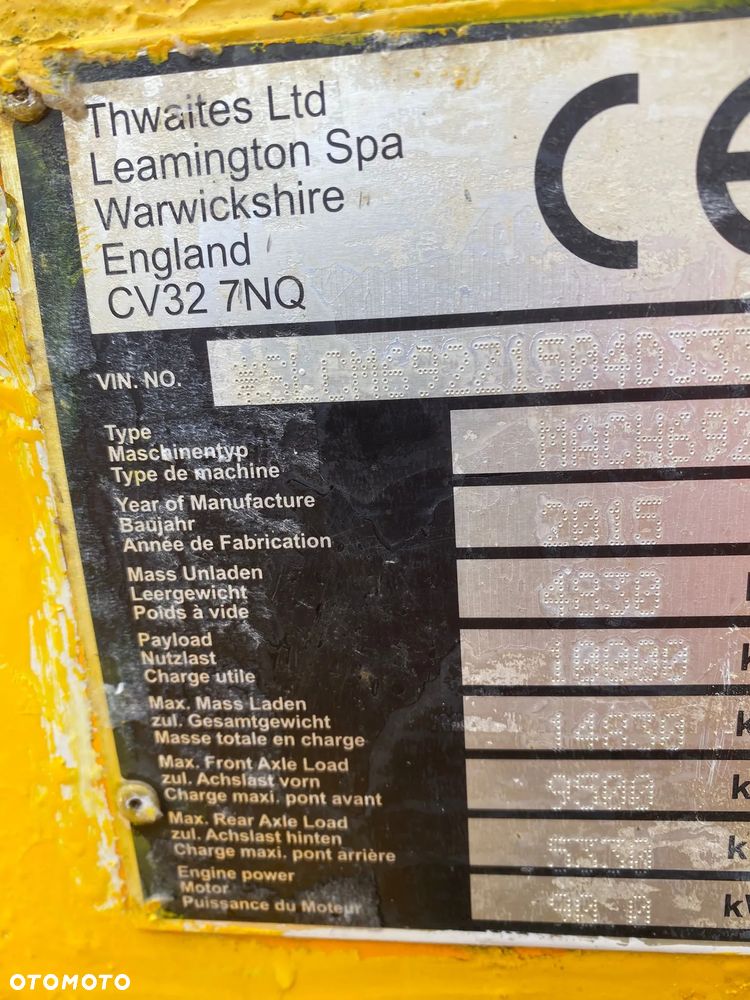 Thwaites Ltd
Leamington Spa
Warwickshire
England
CV32 7NQ
CE
VIN. NO.
Type
Maschinentyp
Type de machine
MACH692
Year of Manufacture
Baujahr
Année de Fabrication
2015
Mass Unladen
Leergewicht
Poids à vide
4830
Payload
Nutzlast
Charge utile
10000
k
Max. Mass Laden
zul. Gesamtgewicht
Masse totale en charge
14830
k
Max. Front Axle Load
zul. Achslast vorn
Charge maxi. pont avant
9500
k
Max. Rear Axle Load
zul. Achslast hinten
Charge maxi. pont arrière
k
Engine power
Motor
Puissance du Moteur
kW
OTOMOTO